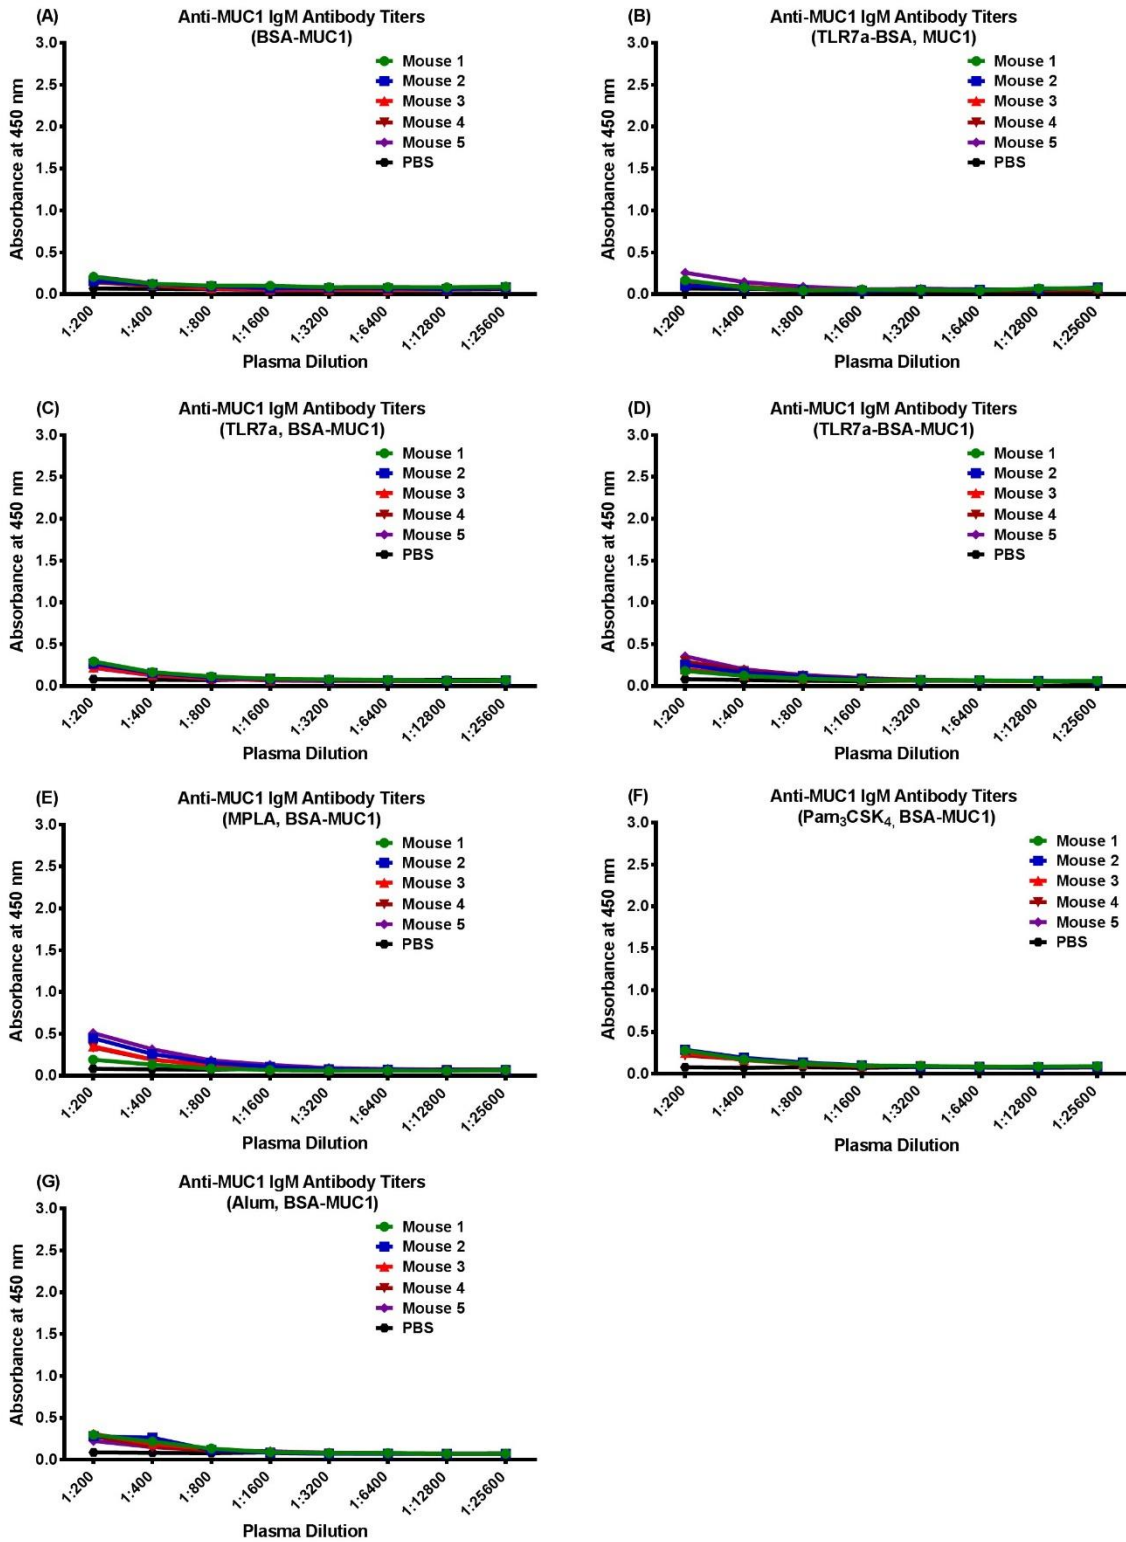 (A)
Anti-MUC1 IgM Antibody Titers
(BSA-MUC1)
3.0
2.5
2.0
1.5
1.0
0.5
0.0
Absorbance at 450 nm
Mouse 1
Mouse 2
Mouse 3
Mouse 4
Mouse 5
PBS
1:200
1:400
1:800
1:1600
1:3200
1:6400
1:12800
1:25600
Plasma Dilution
(B)
Anti-MUC1 IgM Antibody Titers
(TLR7a-BSA, MUC1)
3.0
2.5
2.0
1.5
1.0
0.5
0.0
Absorbance at 450 nm
Mouse 1
Mouse 2
Mouse 3
Mouse 4
Mouse 5
PBS
1:200
1:400
1:800
1:1600
1:3200
1:6400
1:12800
1:25600
Plasma Dilution
(C)
Anti-MUC1 IgM Antibody Titers
(TLR7a, BSA-MUC1)
3.0
2.5
2.0
1.5
1.0
0.5
0.0
Absorbance at 450 nm
Mouse 1
Mouse 2
Mouse 3
Mouse 4
Mouse 5
PBS
1:200
1:400
1:800
1:1600
1:3200
1:6400
1:12800
1:25600
Plasma Dilution
(D)
Anti-MUC1 IgM Antibody Titers
(TLR7a-BSA-MUC1)
3.0
2.5
2.0
1.5
1.0
0.5
0.0
Absorbance at 450 nm
Mouse 1
Mouse 2
Mouse 3
Mouse 4
Mouse 5
PBS
1:200
1:400
1:800
1:1600
1:3200
1:6400
1:12800
1:25600
Plasma Dilution
(E)
Anti-MUC1 IgM Antibody Titers
(MPLA, BSA-MUC1)
3.0
2.5
2.0
1.5
1.0
0.5
0.0
Absorbance at 450 nm
Mouse 1
Mouse 2
Mouse 3
Mouse 4
Mouse 5
PBS
1:200
1:400
1:800
1:1600
1:3200
1:6400
1:12800
1:25600
Plasma Dilution
(F)
Anti-MUC1 IgM Antibody Titers
(Pam₃CSK₄, BSA-MUC1)
3.0
2.5
2.0
1.5
1.0
0.5
0.0
Absorbance at 450 nm
Mouse 1
Mouse 2
Mouse 3
Mouse 4
Mouse 5
PBS
1:200
1:400
1:800
1:1600
1:3200
1:6400
1:12800
1:25600
Plasma Dilution
(G)
Anti-MUC1 IgM Antibody Titers
(Alum, BSA-MUC1)
3.0
2.5
2.0
1.5
1.0
0.5
0.0
Absorbance at 450 nm
Mouse 1
Mouse 2
Mouse 3
Mouse 4
Mouse 5
PBS
1:200
1:400
1:800
1:1600
1:3200
1:6400
1:12800
1:25600
Plasma Dilution